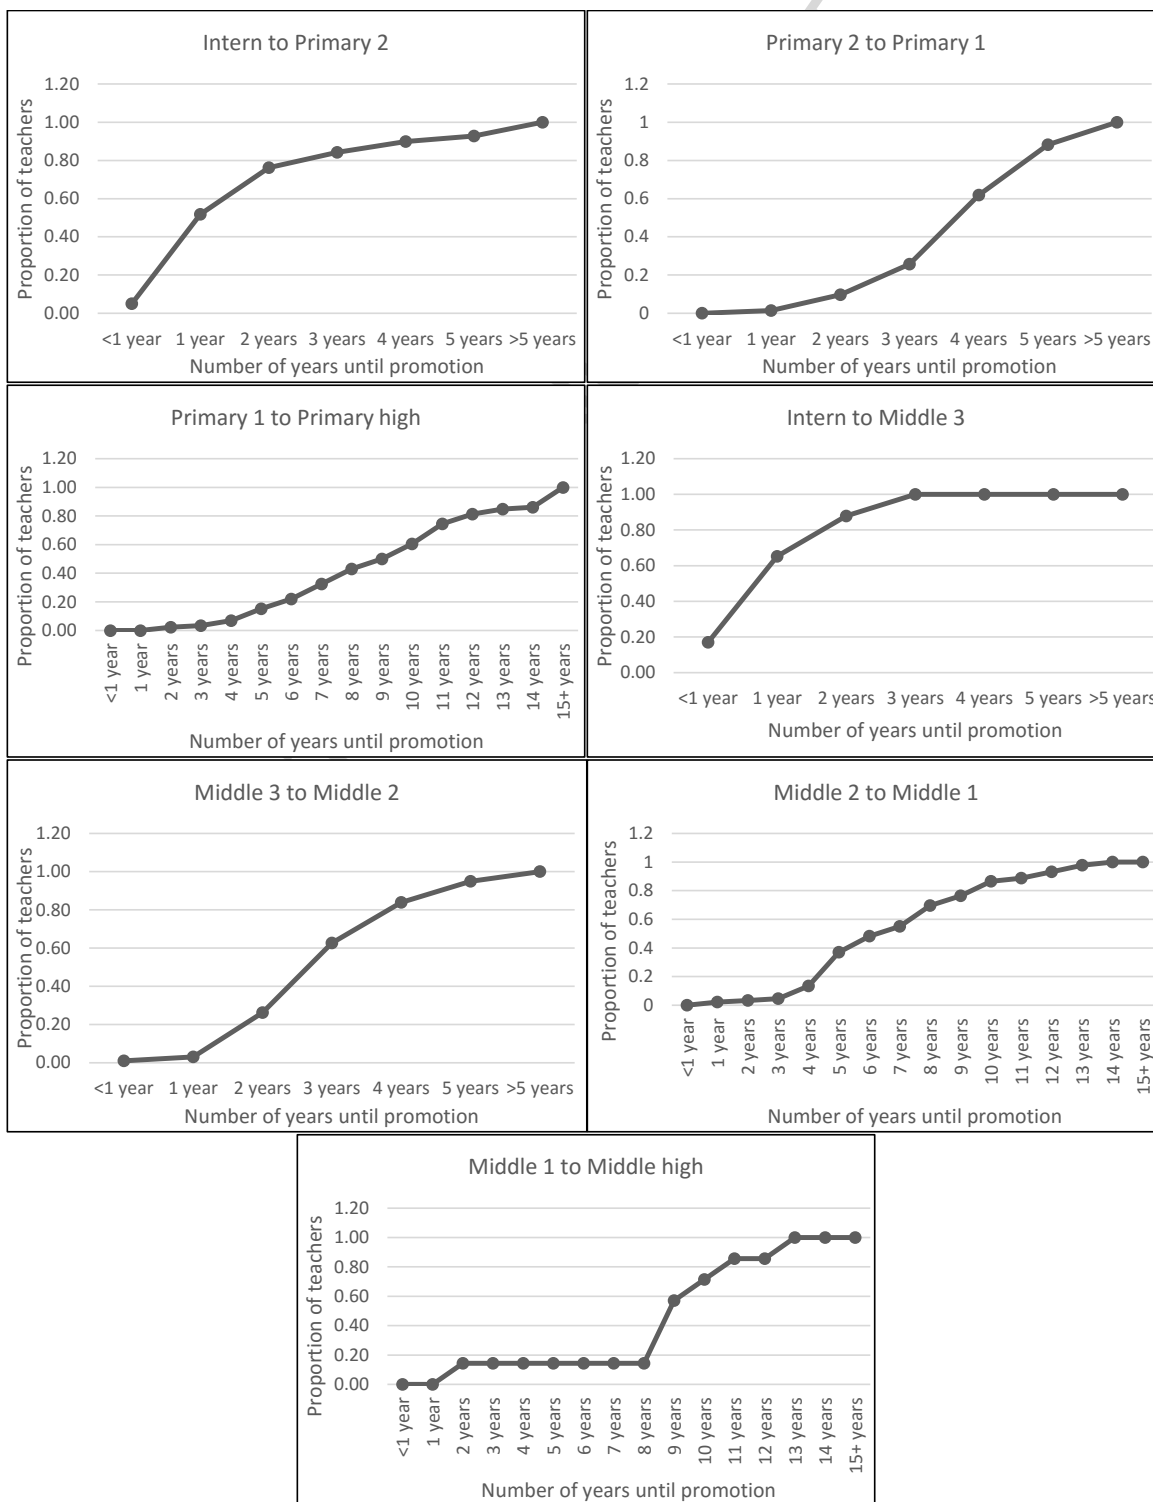 Intern to Primary 2
Proportion of teachers
1.20
1.00
0.80
0.60
0.40
0.20
0.00
<1 year 1 year 2 years 3 years 4 years 5 years >5 years
Number of years until promotion
Primary 2 to Primary 1
Proportion of teachers
1.2
1
0.8
0.6
0.4
0.2
0
<1 year 1 year 2 years 3 years 4 years 5 years >5 years
Number of years until promotion
Primary 1 to Primary high
Proportion of teachers
1.20
1.00
0.80
0.60
0.40
0.20
0.00
<1 year
1 year
2 years
3 years
4 years
5 years
6 years
7 years
8 years
9 years
10 years
11 years
12 years
13 years
14 years
15+ years
Number of years until promotion
Intern to Middle 3
Proportion of teachers
1.20
1.00
0.80
0.60
0.40
0.20
0.00
<1 year 1 year 2 years 3 years 4 years 5 years >5 years
Number of years until promotion
Middle 3 to Middle 2
Proportion of teachers
1.20
1.00
0.80
0.60
0.40
0.20
0.00
<1 year 1 year 2 years 3 years 4 years 5 years >5 years
Number of years until promotion
Middle 2 to Middle 1
Proportion of teachers
1.2
1
0.8
0.6
0.4
0.2
0
<1 year
1 year
2 years
3 years
4 years
5 years
6 years
7 years
8 years
9 years
10 years
11 years
12 years
13 years
14 years
15+ years
Number of years until promotion
Middle 1 to Middle high
Proportion of teachers
1.20
1.00
0.80
0.60
0.40
0.20
0.00
<1 year
1 year
2 years
3 years
4 years
5 years
6 years
7 years
8 years
9 years
10 years
11 years
12 years
13 years
14 years
15+ years
Number of years until promotion